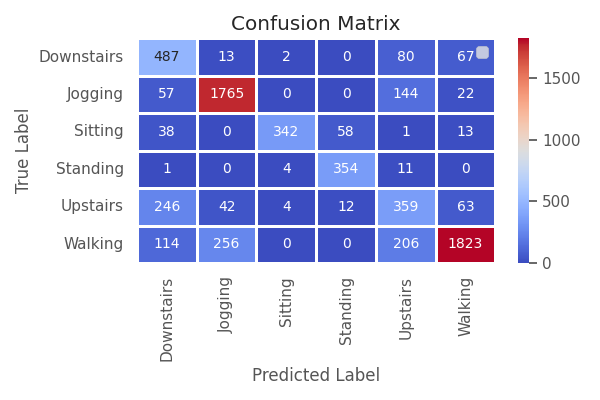 Confusion Matrix
True Label
Downstairs 487 13 2 0 80 67
Jogging 57 1765 0 0 144 22
Sitting 38 0 342 58 1 13
Standing 1 0 4 354 11 0
Upstairs 246 42 4 12 359 63
Walking 114 256 0 0 206 1823
Downstairs Jogging Sitting Standing Upstairs Walking
Predicted Label
1500
1000
500
0